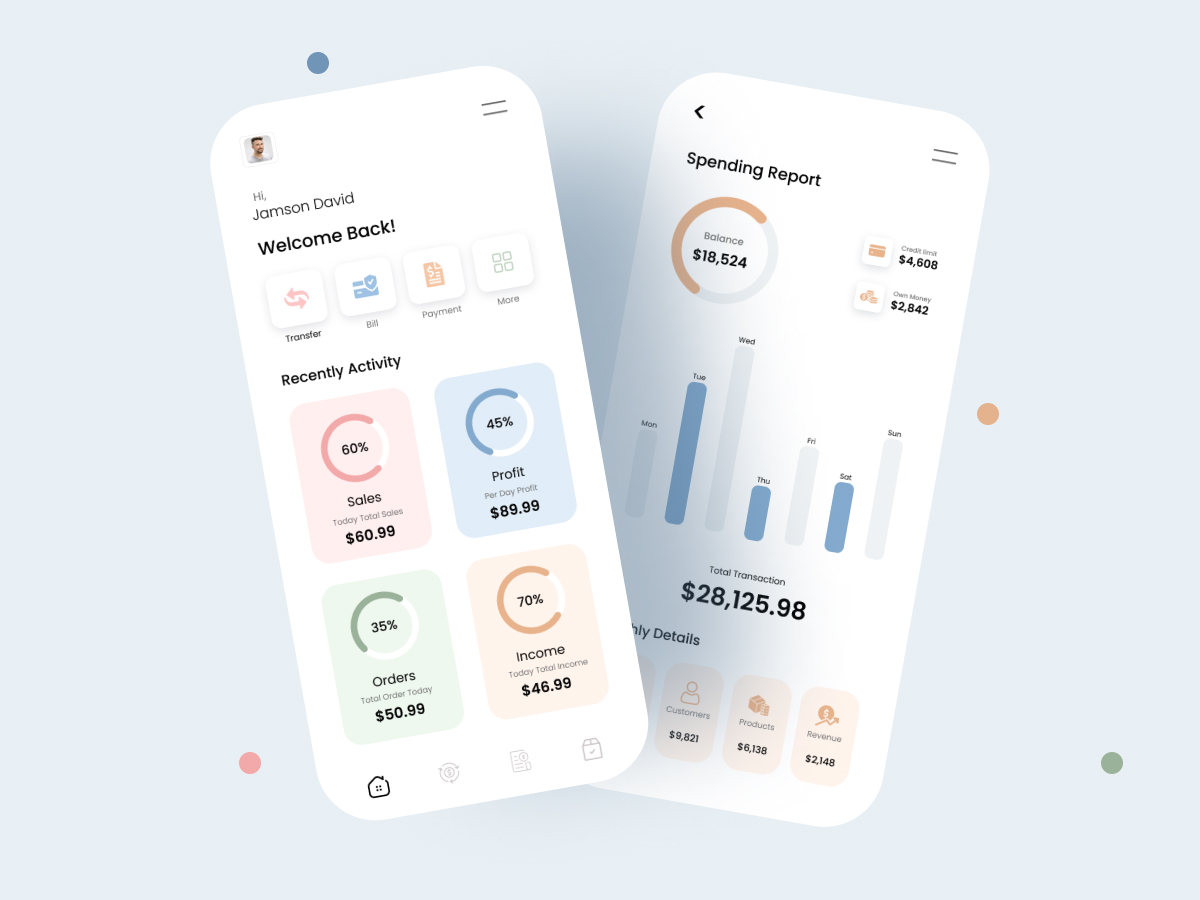 Hi,
Jamson David
Welcome Back!
Transfer
Bill
Payment
More
Recently Activity
60%
Sales
Today Total Sales
$60.99
45%
Profit
Per Day Profit
$89.99
35%
Orders
Total Order Today
$50.99
70%
Income
Today Total Income
$46.99
Spending Report
Balance
$18,524
Credit limit
$4,608
Own Money
$2,842
Mon
Tue
Wed
Thu
Fri
Sat
Sun
Total Transaction
$28,125.98
hly Details
Customers
$9,821
Products
$6,138
Revenue
$2,148